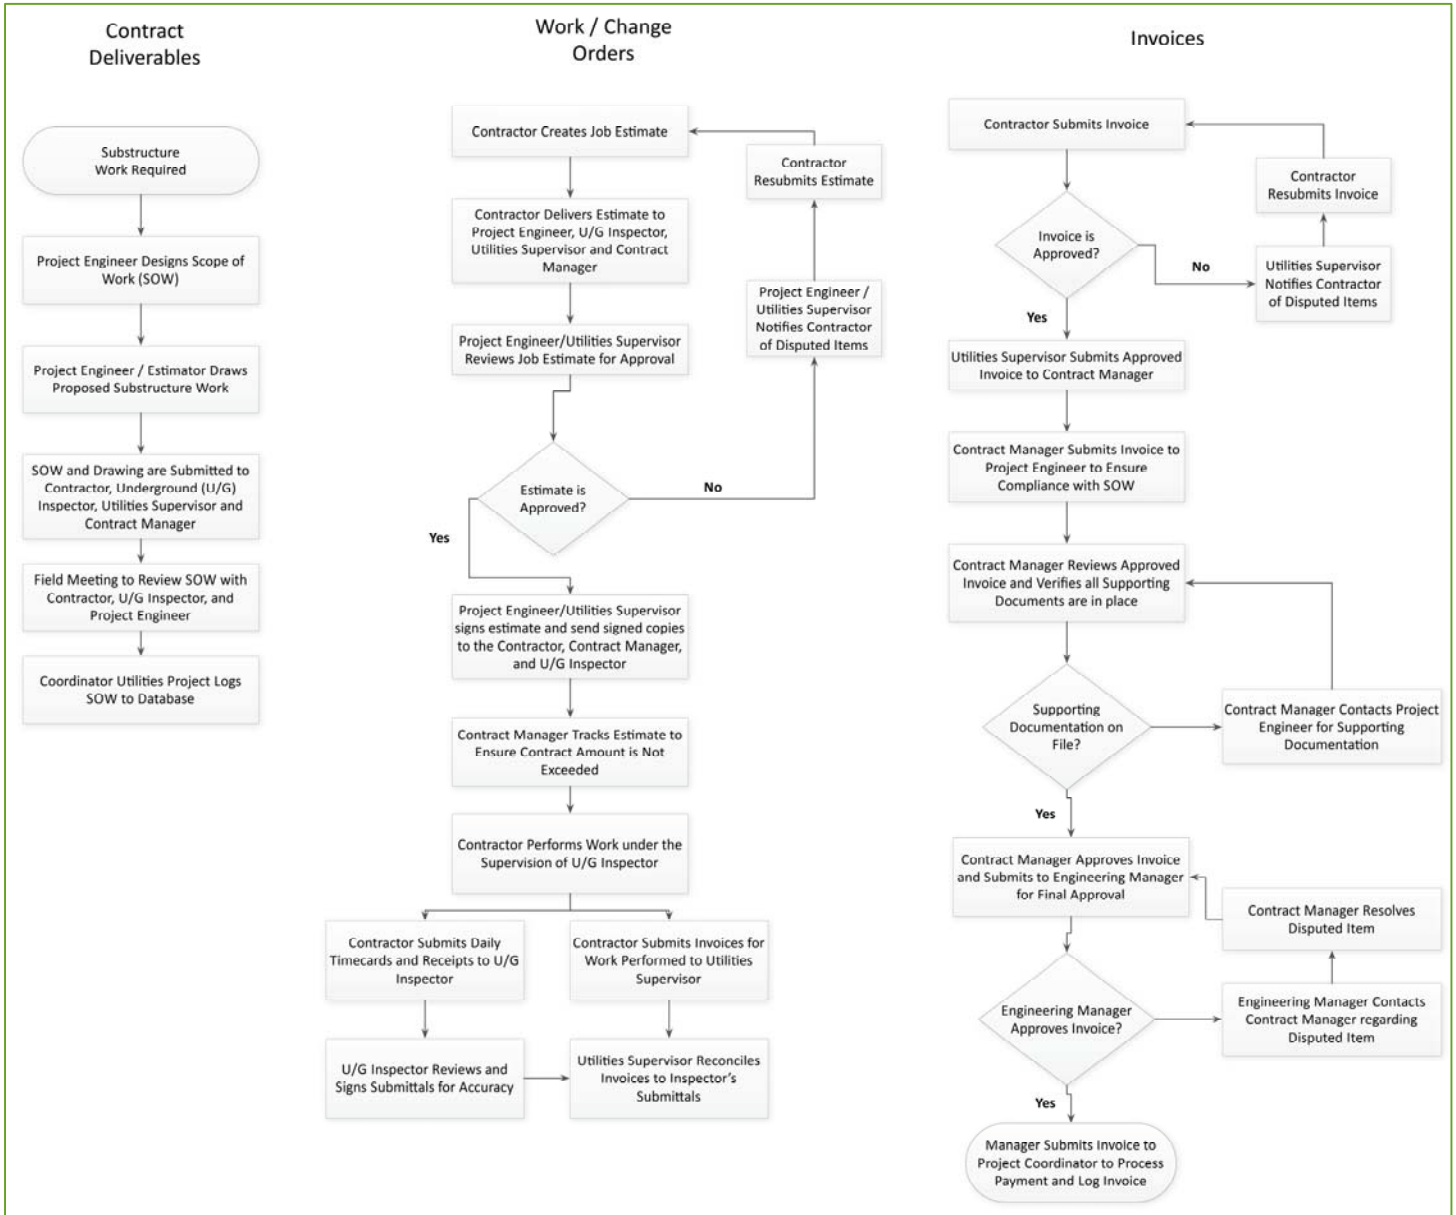 Contract
Deliverables
Substructure
Work Required
Project Engineer Designs Scope of
Work (SOW)
Project Engineer / Estimator Draws
Proposed Substructure Work
SOW and Drawing are Submitted to
Contractor, Underground (U/G)
Inspector, Utilities Supervisor and
Contract Manager
Field Meeting to Review SOW with
Contractor, U/G Inspector, and
Project Engineer
Coordinator Utilities Project Logs
SOW to Database
Work / Change
Orders
Contractor Creates Job Estimate
Contractor
Resubmits Estimate
Contractor Delivers Estimate to
Project Engineer, U/G Inspector,
Utilities Supervisor and Contract
Manager
Project Engineer /
Utilities Supervisor
Notifies Contractor
of Disputed Items
Project Engineer/Utilities Supervisor
Reviews Job Estimate for Approval
Estimate is
Approved?
No
Yes
Project Engineer/Utilities Supervisor
signs estimate and send signed copies
to the Contractor, Contract Manager,
and U/G Inspector
Contract Manager Tracks Estimate to
Ensure Contract Amount is Not
Exceeded
Contractor Performs Work under the
Supervision of U/G Inspector
Contractor Submits Daily
Timecards and Receipts to U/G
Inspector
Contractor Submits Invoices for
Work Performed to Utilities
Supervisor
U/G Inspector Reviews and
Signs Submittals for Accuracy
Utilities Supervisor Reconciles
Invoices to Inspector's
Submittals
Invoices
Contractor Submits Invoice
Contractor
Resubmits Invoice
Invoice is
Approved?
No
Utilities Supervisor
Notifies Contractor
of Disputed Items
Yes
Utilities Supervisor Submits Approved
Invoice to Contract Manager
Contract Manager Submits Invoice to
Project Engineer to Ensure
Compliance with SOW
Contract Manager Reviews Approved
Invoice and Verifies all Supporting
Documents are in place
Supporting
Documentation on
File?
Contract Manager Contacts Project
Engineer for Supporting
Documentation
Yes
Contract Manager Approves Invoice
and Submits to Engineering Manager
for Final Approval
Contract Manager Resolves
Disputed Item
Engineering Manager
Approves Invoice?
Engineering Manager Contacts
Contract Manager regarding
Disputed Item
Yes
Manager Submits Invoice to
Project Coordinator to Process
Payment and Log Invoice